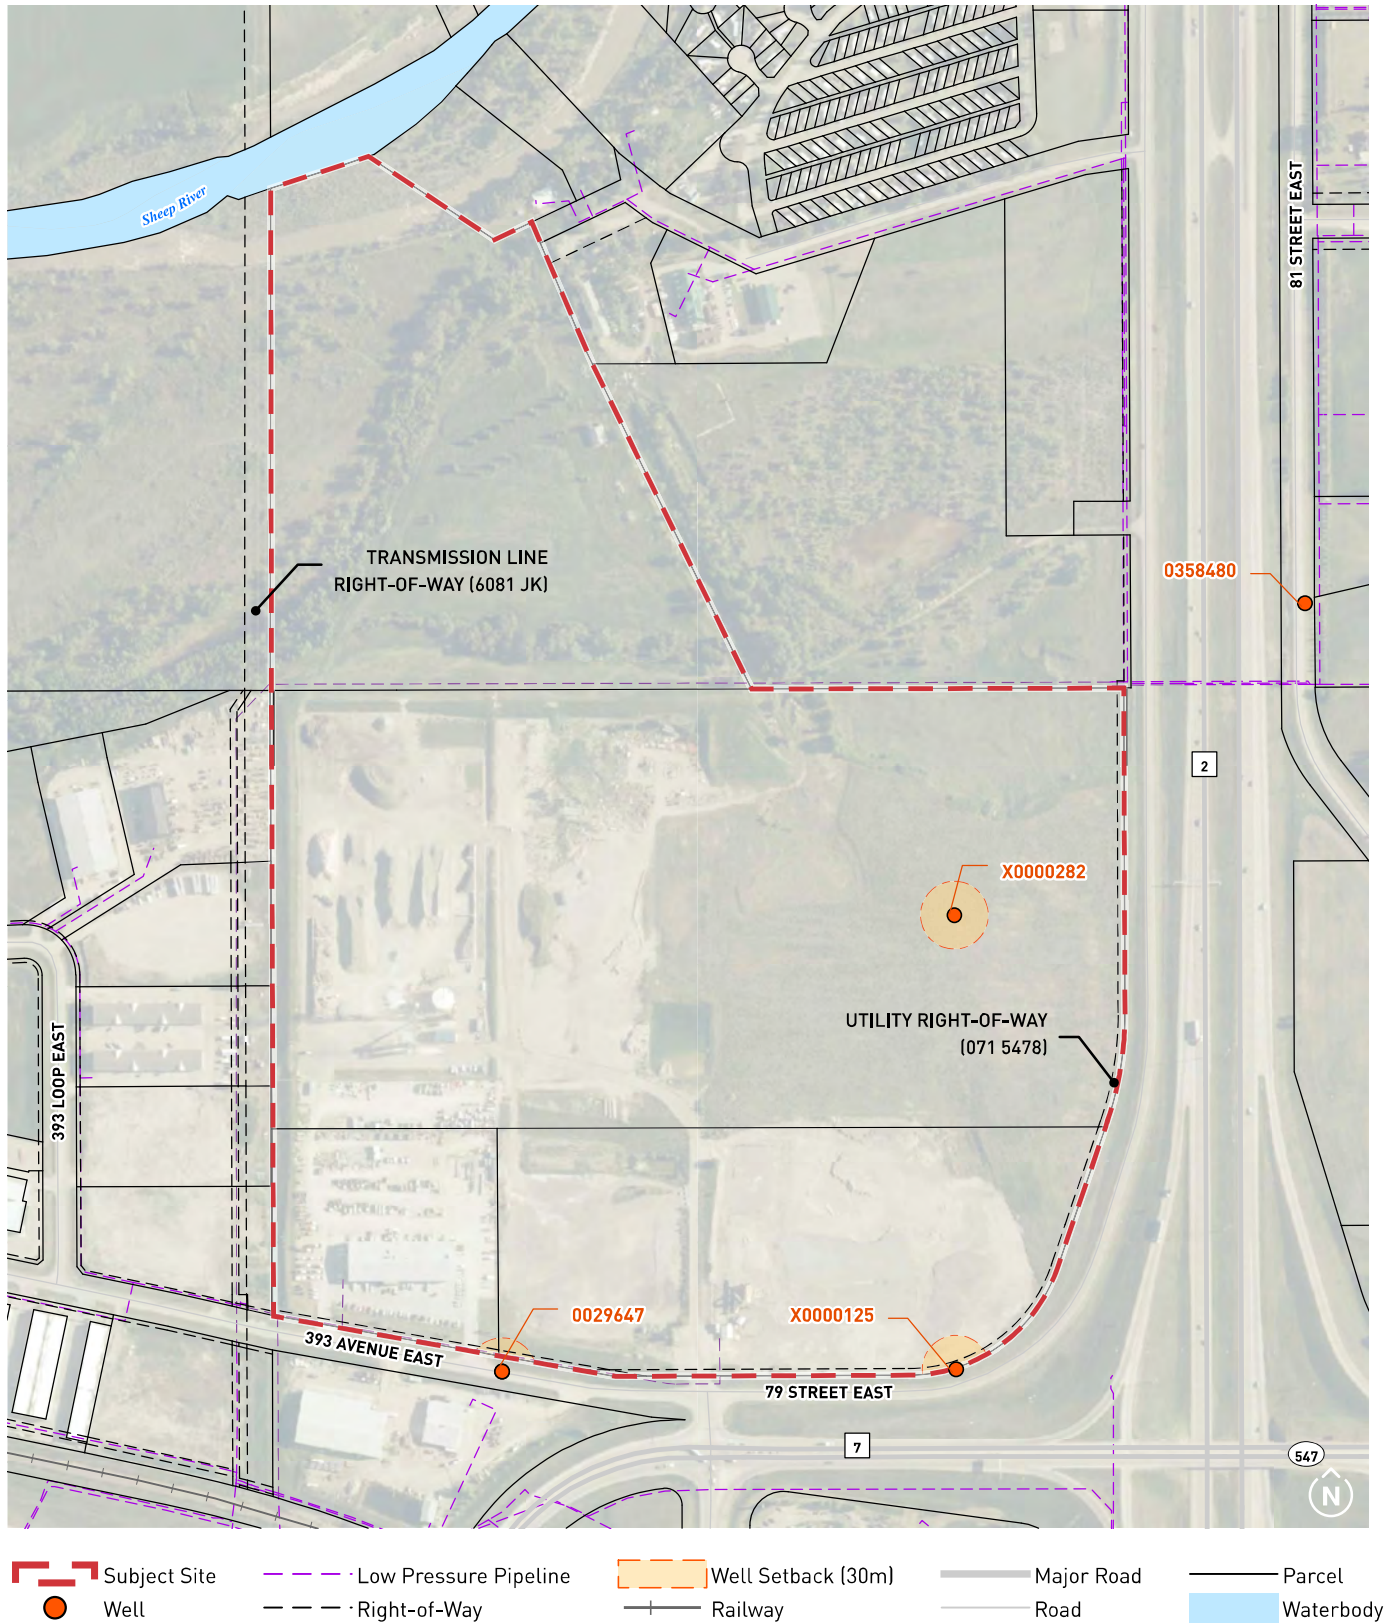 Sheep River
81 STREET EAST
TRANSMISSION LINE
RIGHT-OF-WAY (6081 JK)
0358480
2
X0000282
UTILITY RIGHT-OF-WAY
(071 5478)
393 LOOP EAST
0029647
X0000125
393 AVENUE EAST
79 STREET EAST
7
547
N
Subject Site
Low Pressure Pipeline
Well Setback (30m)
Major Road
Parcel
Well
Right-of-Way
Railway
Road
Waterbody